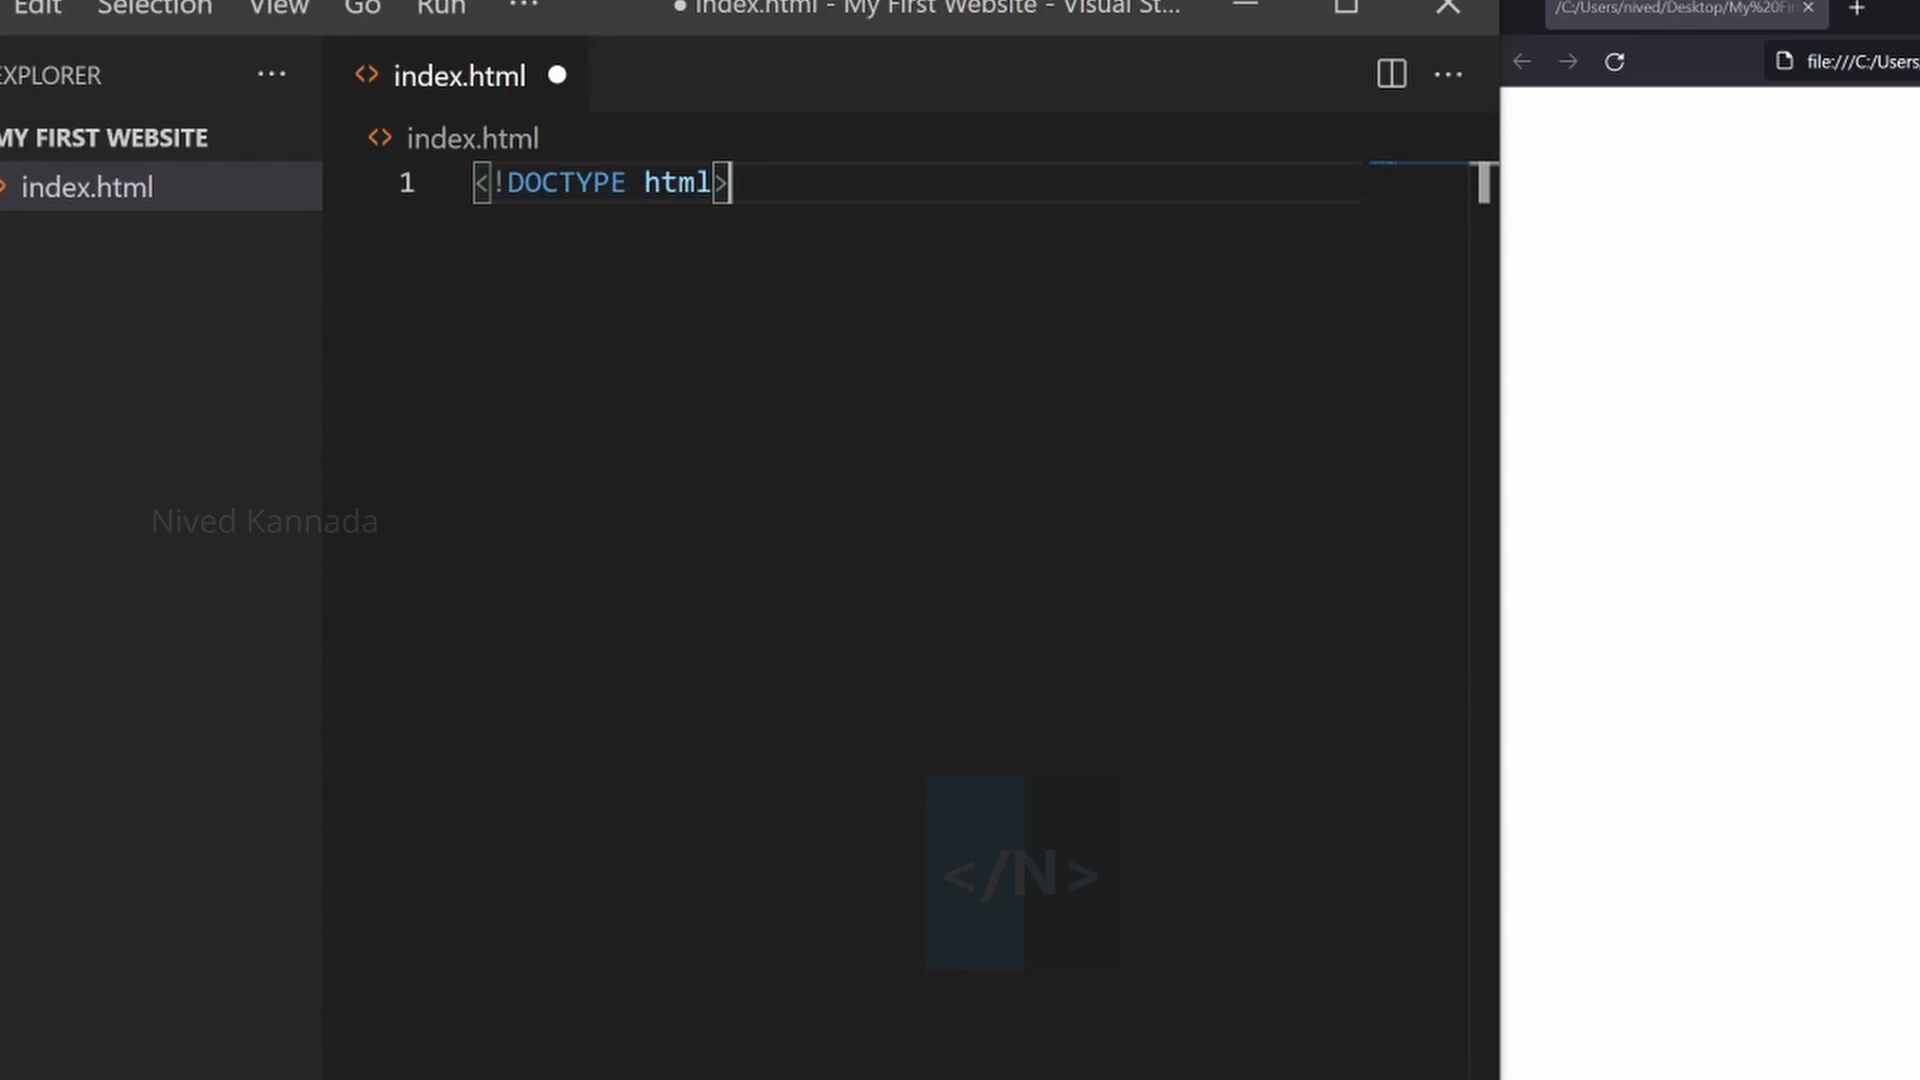 Edit Selection View Go Run ··· ● index.html - My First Website - Visual St...
/C:/Users/nived/Desktop/My%20Fi
EXPLORER ···
index.html ●
file:///C:/Users
MY FIRST WEBSITE
index.html
index.html
1 <!DOCTYPE html>
Nived Kannada
</N>